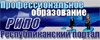 профессиональное
образование
РИПО
Республиканский портал